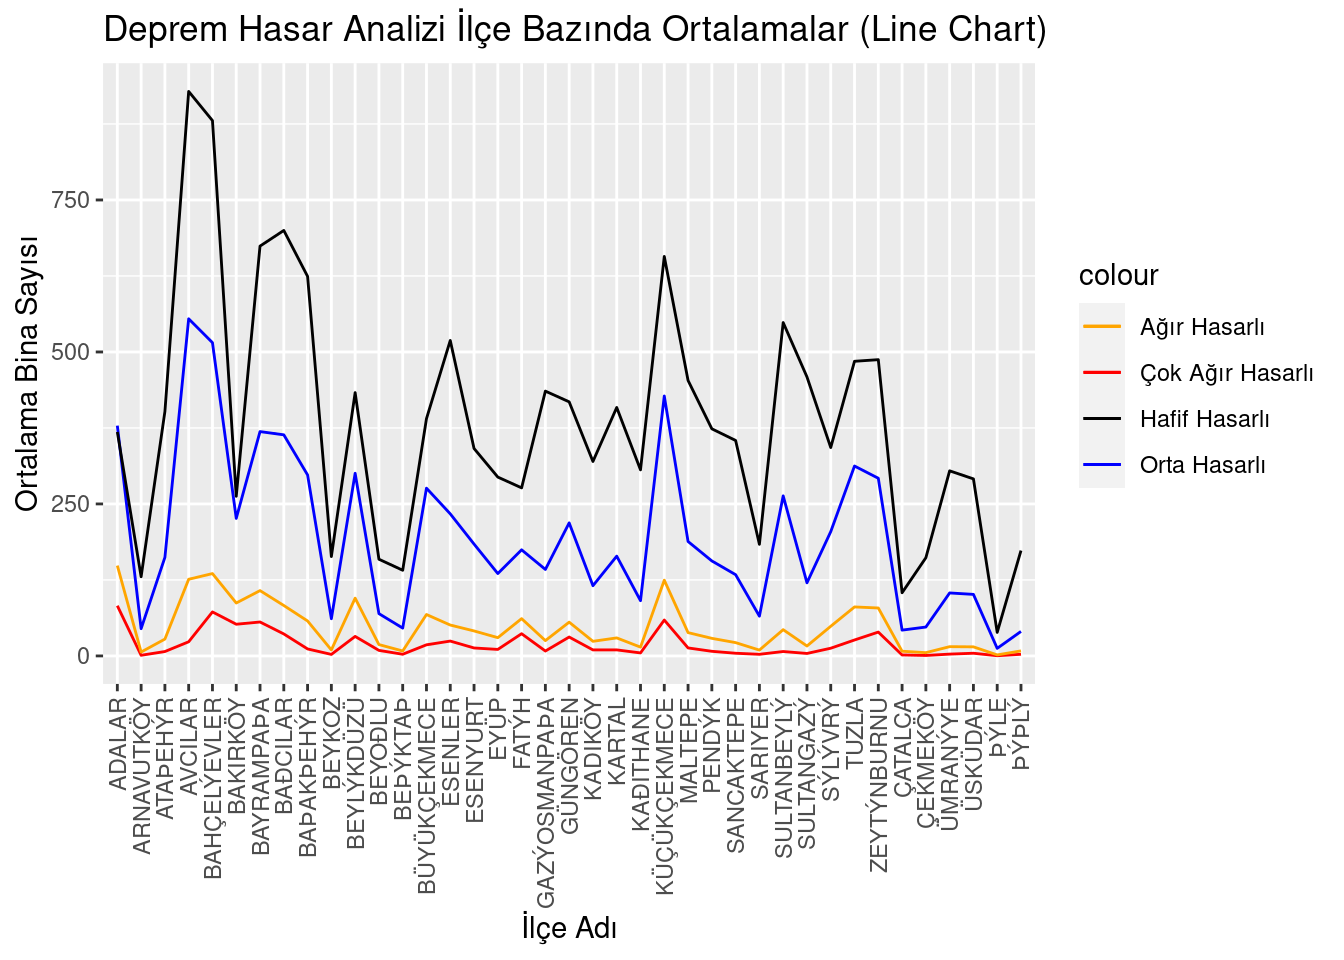 Deprem Hasar Analizi İlçe Bazında Ortalamalar (Line Chart)
Ortalama Bina Sayısı
750
500
250
0
ADALAR
ARNAVUTKÖY
ATAÞEHÝR
AVCILAR
BAHÇELÝEVLER
BAKIRKÖY
BAYRAMPAÞA
BAÐCILAR
BAÞAKÞEHÝR
BEYKOZ
BEYLÝKDÜZÜ
BEYOÐLU
BEÞÝKTAÞ
BÜYÜKÇEKMECE
ESENLER
ESENYURT
EYÜP
FATÝH
GAZÝOSMANPAÞA
GÜNGÖREN
KADIKÖY
KARTAL
KAÐITHANE
KÜÇÜKÇEKMECE
MALTEPE
PENDÝK
SANCAKTEPE
SARIYER
SULTANBEYLÝ
SULTANGAZÝ
SÝLÝVRÝ
TUZLA
ZEYTÝNBURNU
ÇATALCA
ÇEKMEKÖY
ÜMRANÝYE
ÜSKÜDAR
ÞÝLE
ÞÝÞLÝ
İlçe Adı
colour
Ağır Hasarlı
Çok Ağır Hasarlı
Hafif Hasarlı
Orta Hasarlı